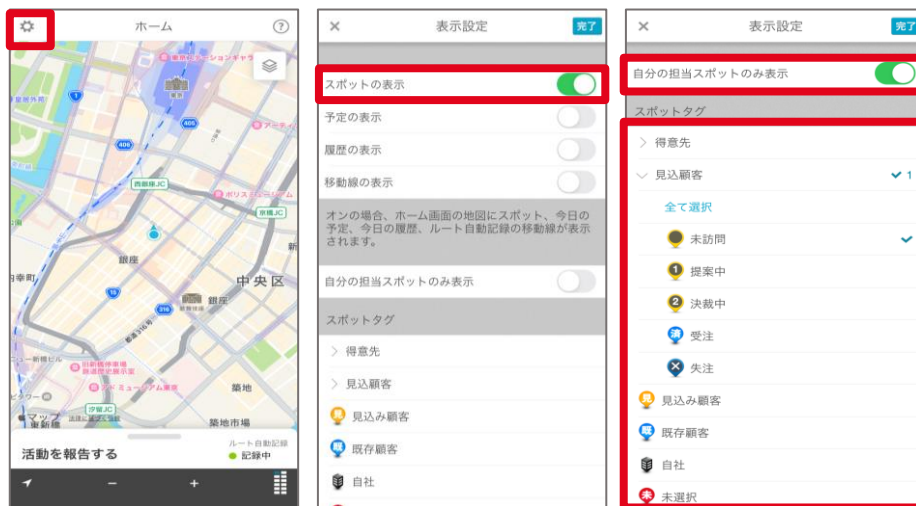 ホーム
?
405
405
西銀座JC
京橋JC
銀座
中央区
銀座
316
築地
汐留JC
マップ
築地市場
活動を報告する
ルート自動記録
記録中
×
表示設定
完了
スポットの表示
予定の表示
履歴の表示
移動線の表示
オンの場合、ホーム画面の地図にスポット、今日の
予定、今日の履歴、ルート自動記録の移動線が表示
されます。
自分の担当スポットのみ表示
スポットタグ
得意先
見込顧客
見込み顧客
既存顧客
自社
×
表示設定
完了
自分の担当スポットのみ表示
スポットタグ
得意先
見込顧客
1
全て選択
未訪問
1 提案中
2 決裁中
済 受注
失注
見込み顧客
既存顧客
自社
未 未選択